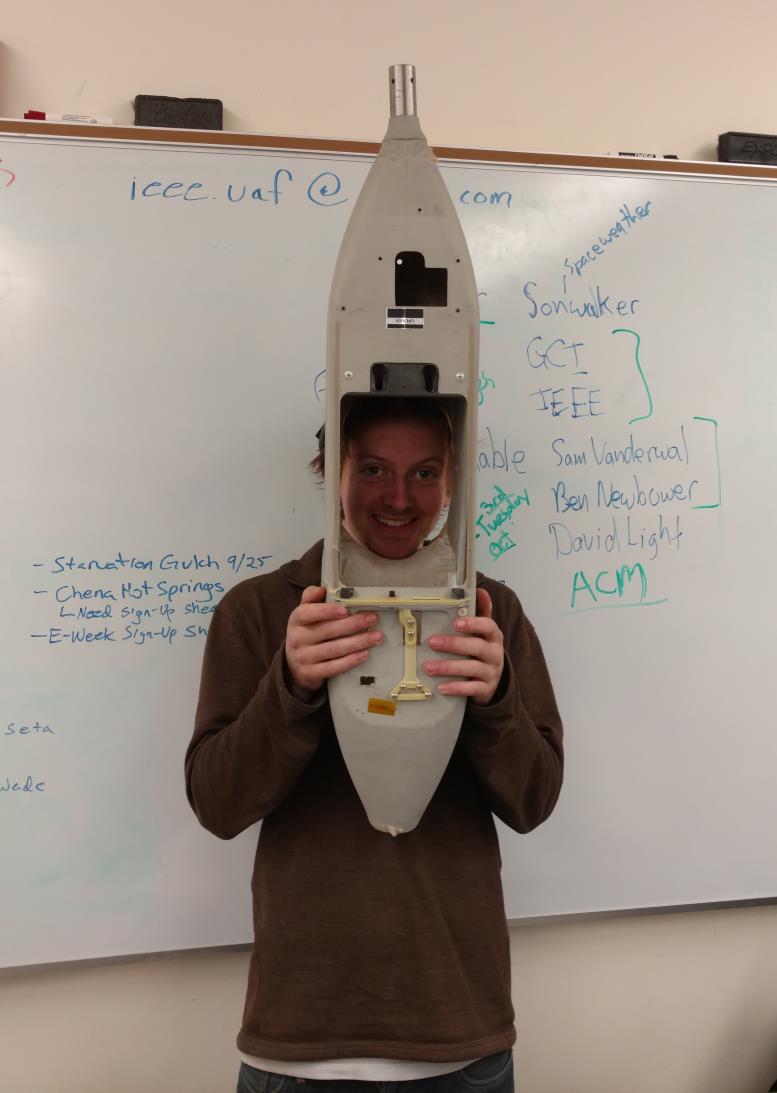 ieee.uaf @ com
Spaceweather
Sonwalker
GCI
IEEE
able Sam Vanderwal
Ben Newbower
3rd
Tuesday
Oct
David Light
ACM
- Starvation Gulch 9/25
- Chena Hot Springs
Need Sign-Up shee
- E-Week Sign-Up Sh
seta
wade